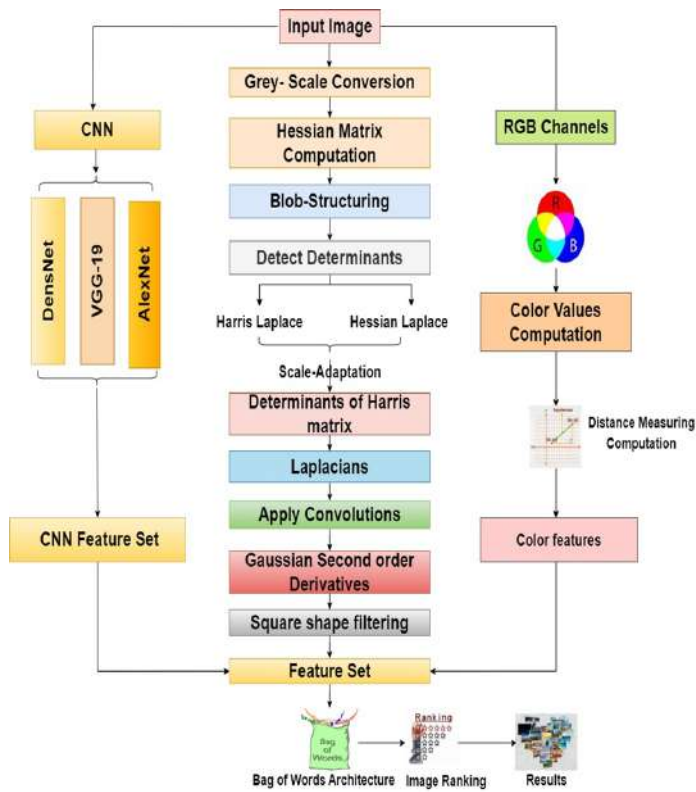 Input Image
Grey- Scale Conversion
CNN
Hessian Matrix
Computation
RGB Channels
Blob-Structuring
R
G
B
DensNet
VGG-19
AlexNet
Detect Determinants
Harris Laplace
Hessian Laplace
Color Values
Computation
Scale-Adaptation
Determinants of Harris
matrix
Distance Measuring
Computation
Laplacians
Apply Convolutions
CNN Feature Set
Color features
Gaussian Second order
Derivatives
Square shape filtering
Feature Set
Bag
of
Words
Ranking
Bag of Words Architecture
Image Ranking
Results